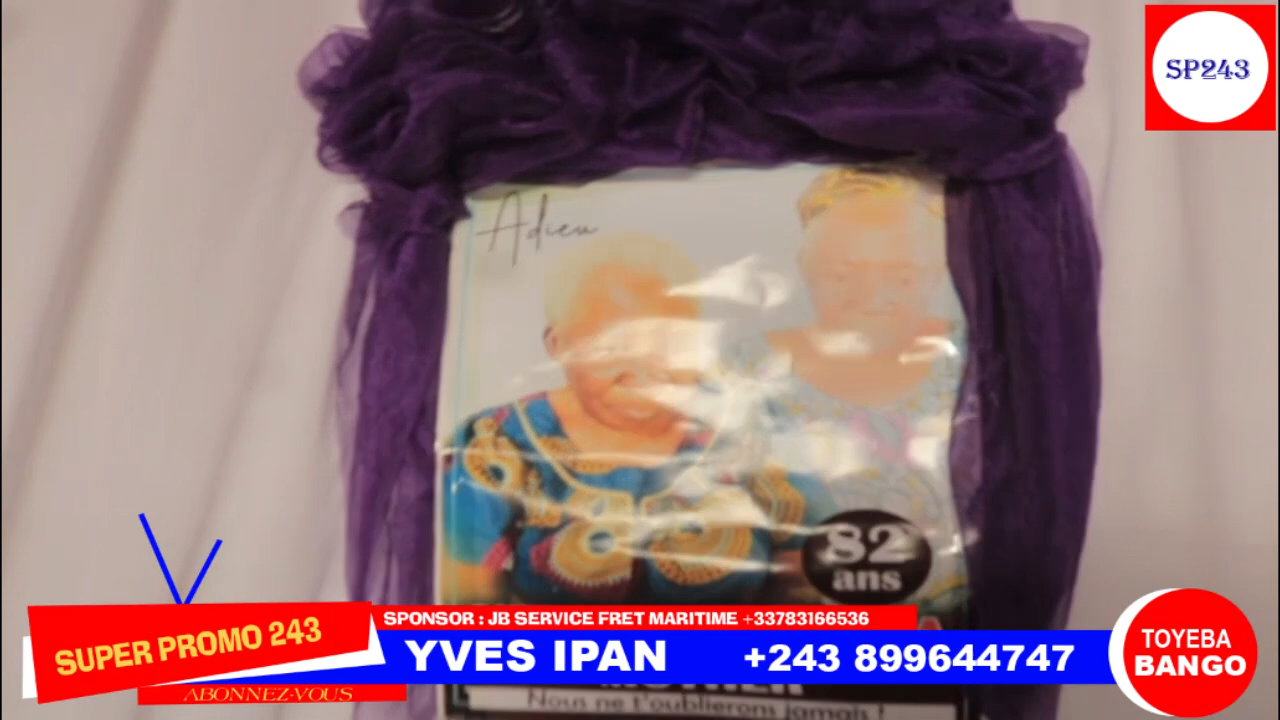 SP243
Adieu
82
ans
SPONSOR : JB SERVICE FRET MARITIME +33783166536
SUPER PROMO 243
YVES IPAN +243 899644747
TOYEBA
BANGO
ABONNEZ-VOUS
Nous ne t'oublierons jamais !